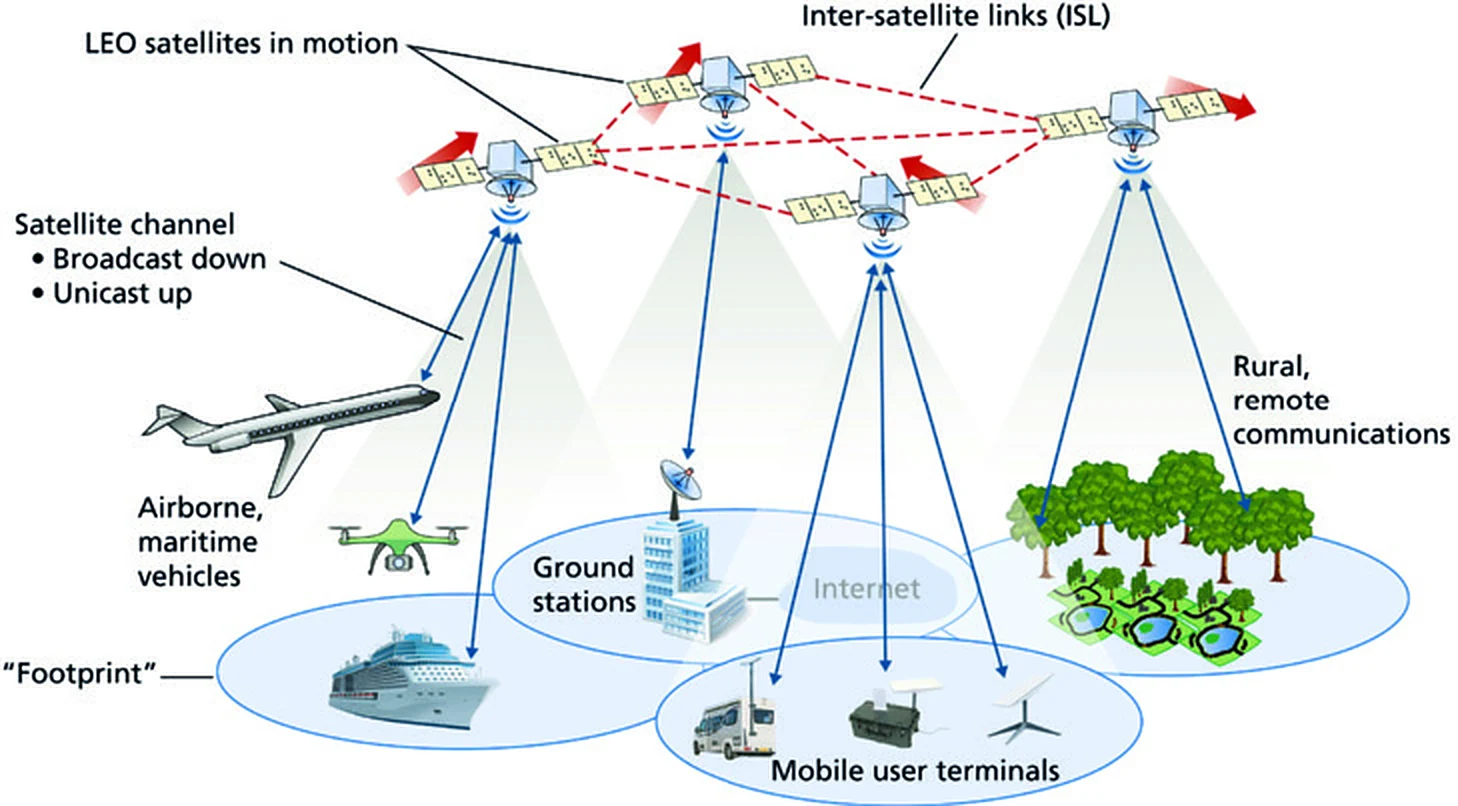 Inter-satellite links (ISL)
LEO satellites in motion
Satellite channel
• Broadcast down
• Unicast up
Rural,
remote
communications
Airborne,
maritime
vehicles
Ground
stations
Internet
“Footprint”
Mobile user terminals